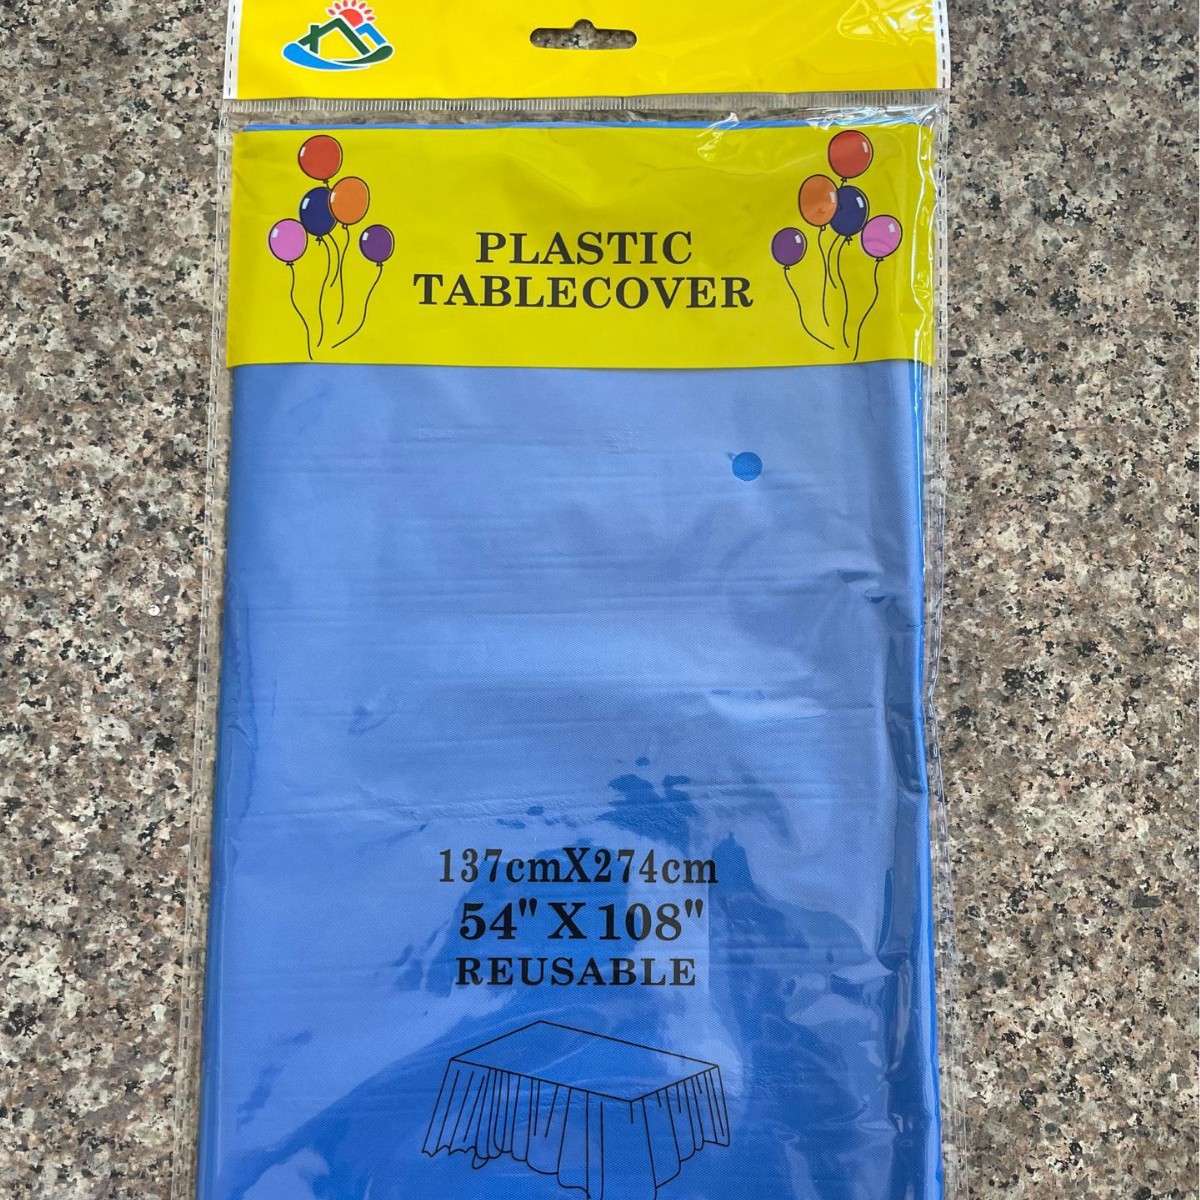 PLASTIC
TABLECOVER
137cmX274cm
54" X 108"
REUSABLE